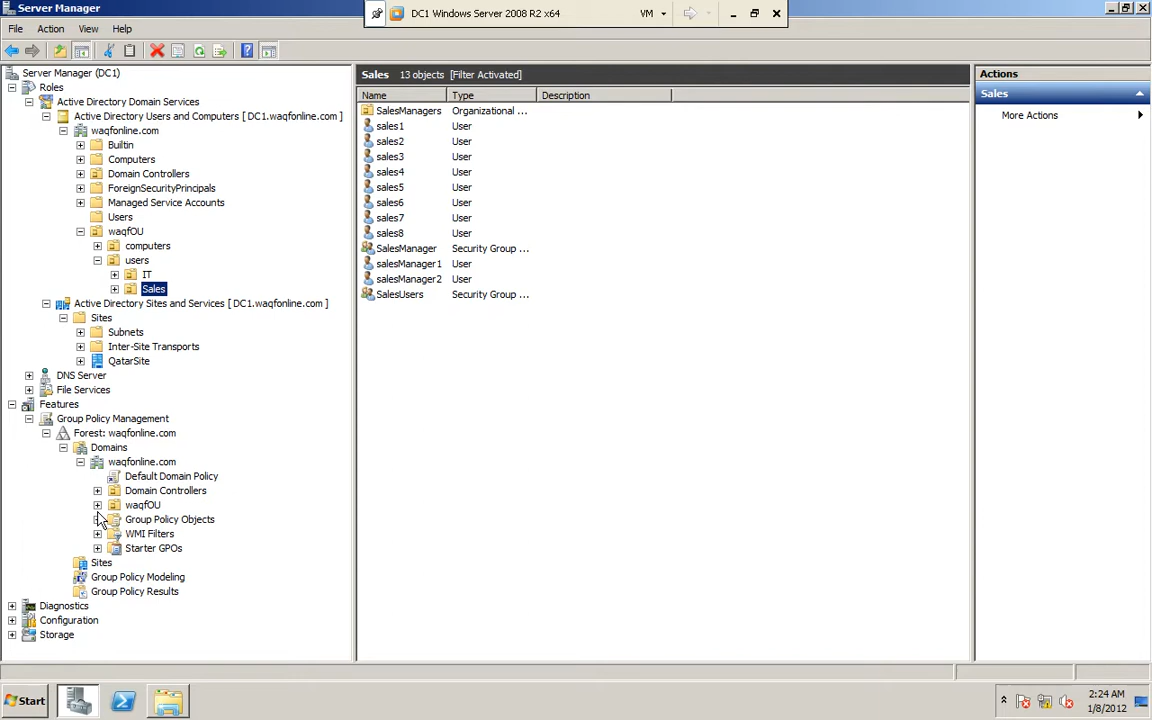 Server Manager
DC1 Windows Server 2008 R2 x64
VM
File Action View Help
Server Manager (DC1)
Roles
Active Directory Domain Services
Active Directory Users and Computers [ DC1.waqfonline.com ]
waqfonline.com
Builtin
Computers
Domain Controllers
ForeignSecurityPrincipals
Managed Service Accounts
Users
waqfOU
computers
users
IT
Sales
Active Directory Sites and Services [ DC1.waqfonline.com ]
Sites
Subnets
Inter-Site Transports
QatarSite
DNS Server
File Services
Features
Group Policy Management
Forest: waqfonline.com
Domains
waqfonline.com
Default Domain Policy
Domain Controllers
waqfOU
Group Policy Objects
WMI Filters
Starter GPOs
Sites
Group Policy Modeling
Group Policy Results
Diagnostics
Configuration
Storage
Sales 13 objects [Filter Activated]
Name Type Description
SalesManagers Organizational ...
sales1 User
sales2 User
sales3 User
sales4 User
sales5 User
sales6 User
sales7 User
sales8 User
SalesManager Security Group ...
salesManager1 User
salesManager2 User
SalesUsers Security Group ...
Actions
Sales
More Actions
Start
2:24 AM
1/8/2012